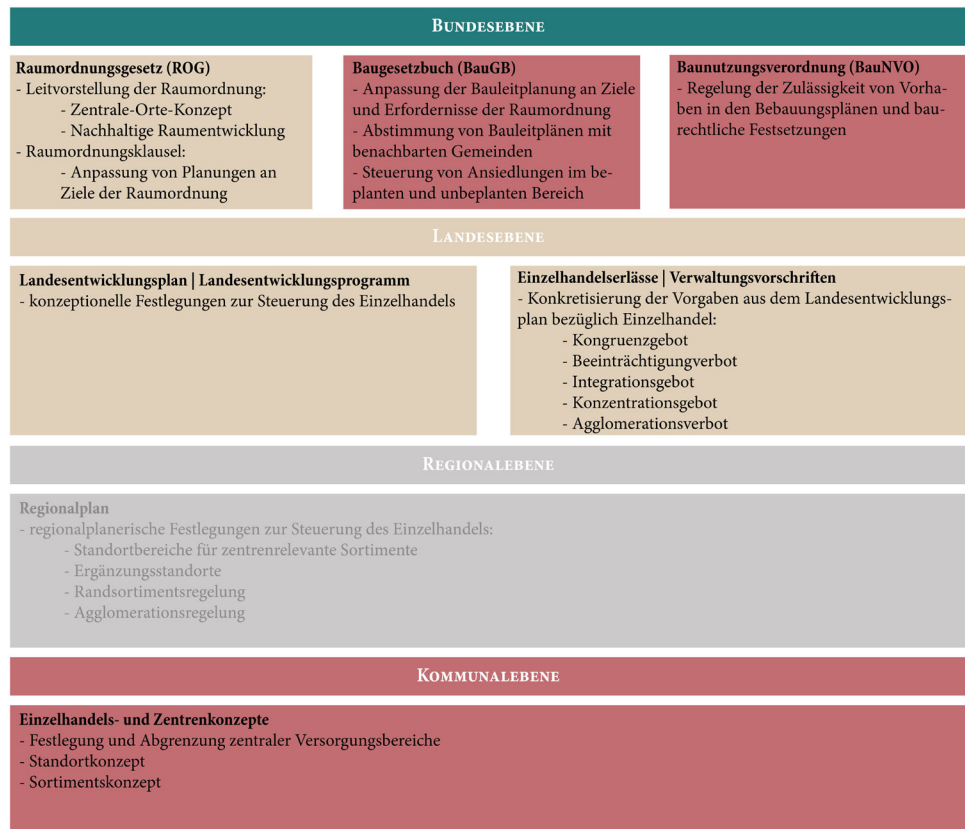 BUNDESEBENE
Raumordnungsgesetz (ROG)
- Leitvorstellung der Raumordnung:
- Zentrale-Orte-Konzept
- Nachhaltige Raumentwicklung
- Raumordnungsklausel:
- Anpassung von Planungen an
Ziele der Raumordnung
Baugesetzbuch (BauGB)
- Anpassung der Bauleitplanung an Ziele
und Erfordernisse der Raumordnung
- Abstimmung von Bauleitplänen mit
benachbarten Gemeinden
- Steuerung von Ansiedlungen im be-
planten und unbeplanten Bereich
Baunutzungsverordnung (BauNVO)
- Regelung der Zulässigkeit von Vorha-
ben in den Bebauungsplänen und bau-
rechtliche Festsetzungen
LANDESEBENE
Landesentwicklungsplan | Landesentwicklungsprogramm
- konzeptionelle Festlegungen zur Steuerung des Einzelhandels
Einzelhandelserlässe | Verwaltungsvorschriften
- Konkretisierung der Vorgaben aus dem Landesentwicklungs-
plan bezüglich Einzelhandel:
- Kongruenzgebot
- Beeinträchtigungverbot
- Integrationsgebot
- Konzentrationsgebot
- Agglomerationsverbot
REGIONALEBENE
Regionalplan
- regionalplanerische Festlegungen zur Steuerung des Einzelhandels:
- Standortbereiche für zentrenrelevante Sortimente
- Ergänzungsstandorte
- Randsortimentsregelung
- Agglomerationsregelung
KOMMUNALEBENE
Einzelhandels- und Zentrenkonzepte
- Festlegung und Abgrenzung zentraler Versorgungsbereiche
- Standortkonzept
- Sortimentskonzept